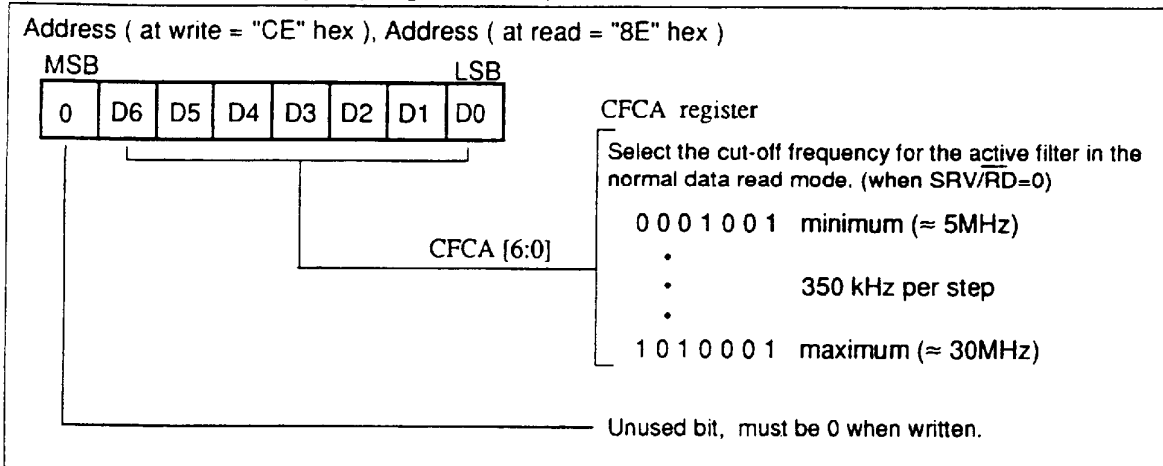 Address ( at write = "CE" hex ), Address ( at read = "8E" hex )
MSB LSB
0 D6 D5 D4 D3 D2 D1 D0
CFCA register
Select the cut-off frequency for the active filter in the
normal data read mode. (when SRV/R̅D̅=0)
0 0 0 1 0 0 1 minimum (≈ 5MHz)
CFCA [6:0]
350 kHz per step
1 0 1 0 0 0 1 maximum (≈ 30MHz)
Unused bit, must be 0 when written.